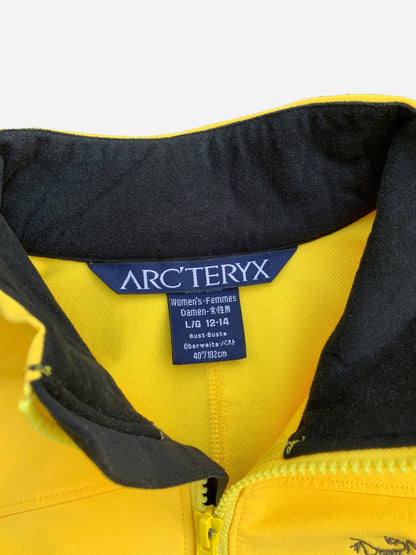 ARC'TERYX
Women's-Femmes
Damen-女性用
L/G 12-14
Bust-Buste
Oberweite-バスト
40"/102cm